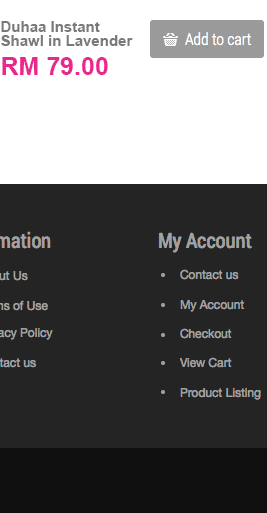 Duhaa Instant
Shawl in Lavender
RM 79.00
Add to cart
mation
ut Us
ns of Use
acy Policy
tact us
My Account
Contact us
My Account
Checkout
View Cart
Product Listing